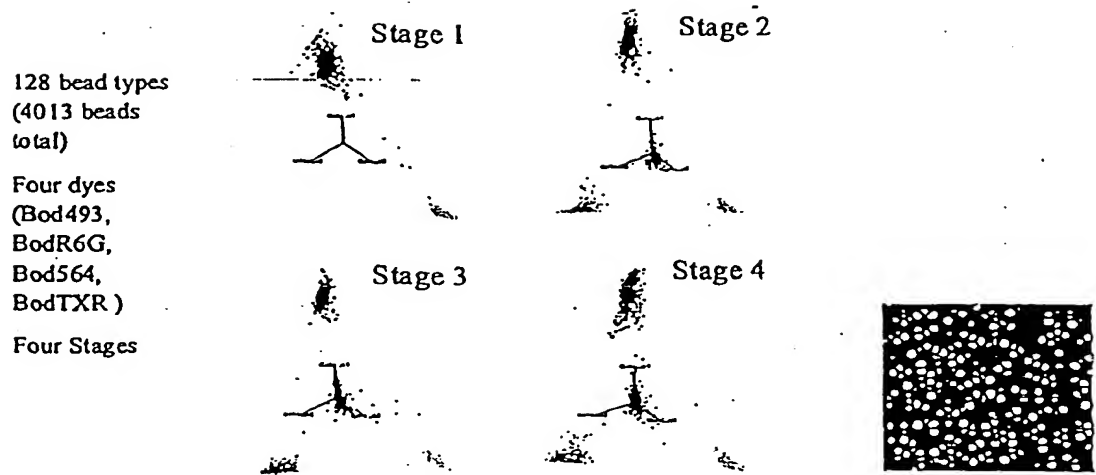 Stage 1
Stage 2
128 bead types
(4013 beads
total)
Four dyes
(Bod493,
BodR6G,
Bod564,
BodTXR )
Stage 3
Stage 4
Four Stages